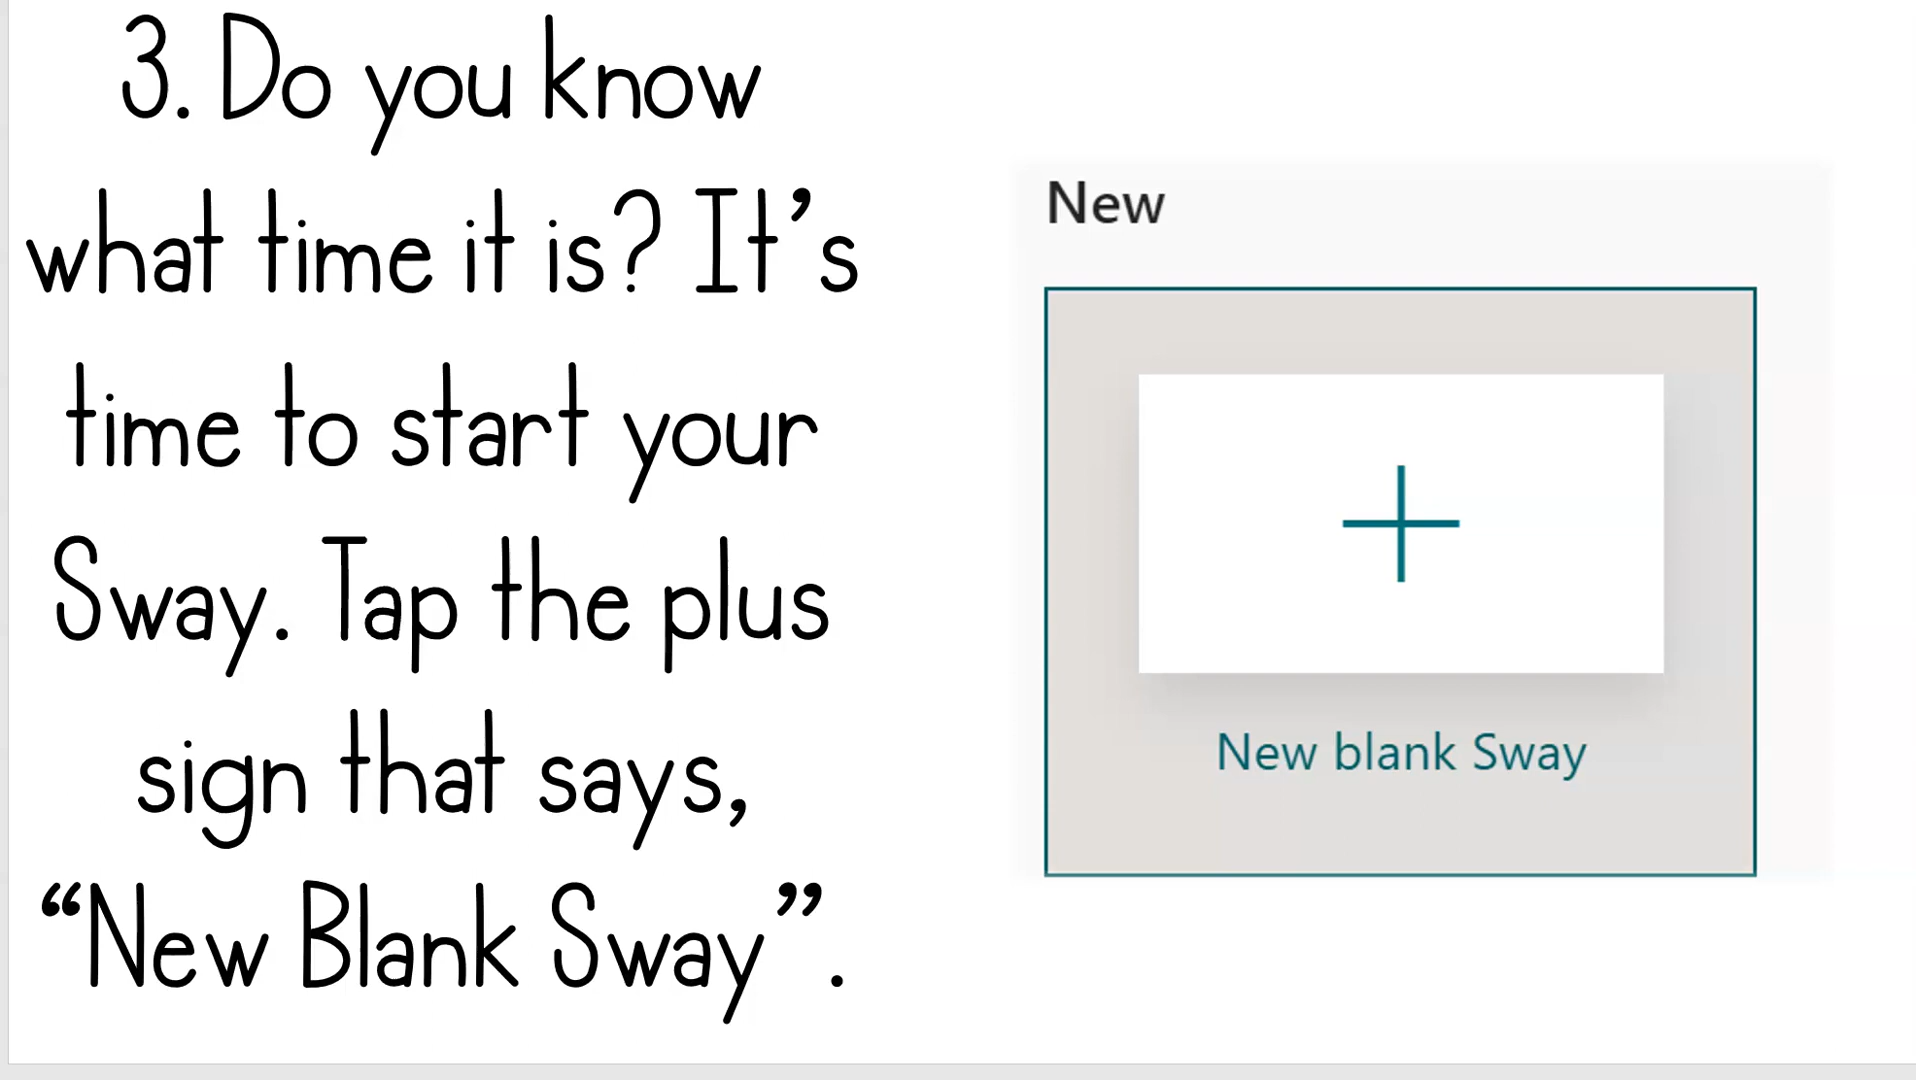 3. Do you know
what time it is? It’s
time to start your
Sway. Tap the plus
sign that says,
“New Blank Sway”.
New
New blank Sway